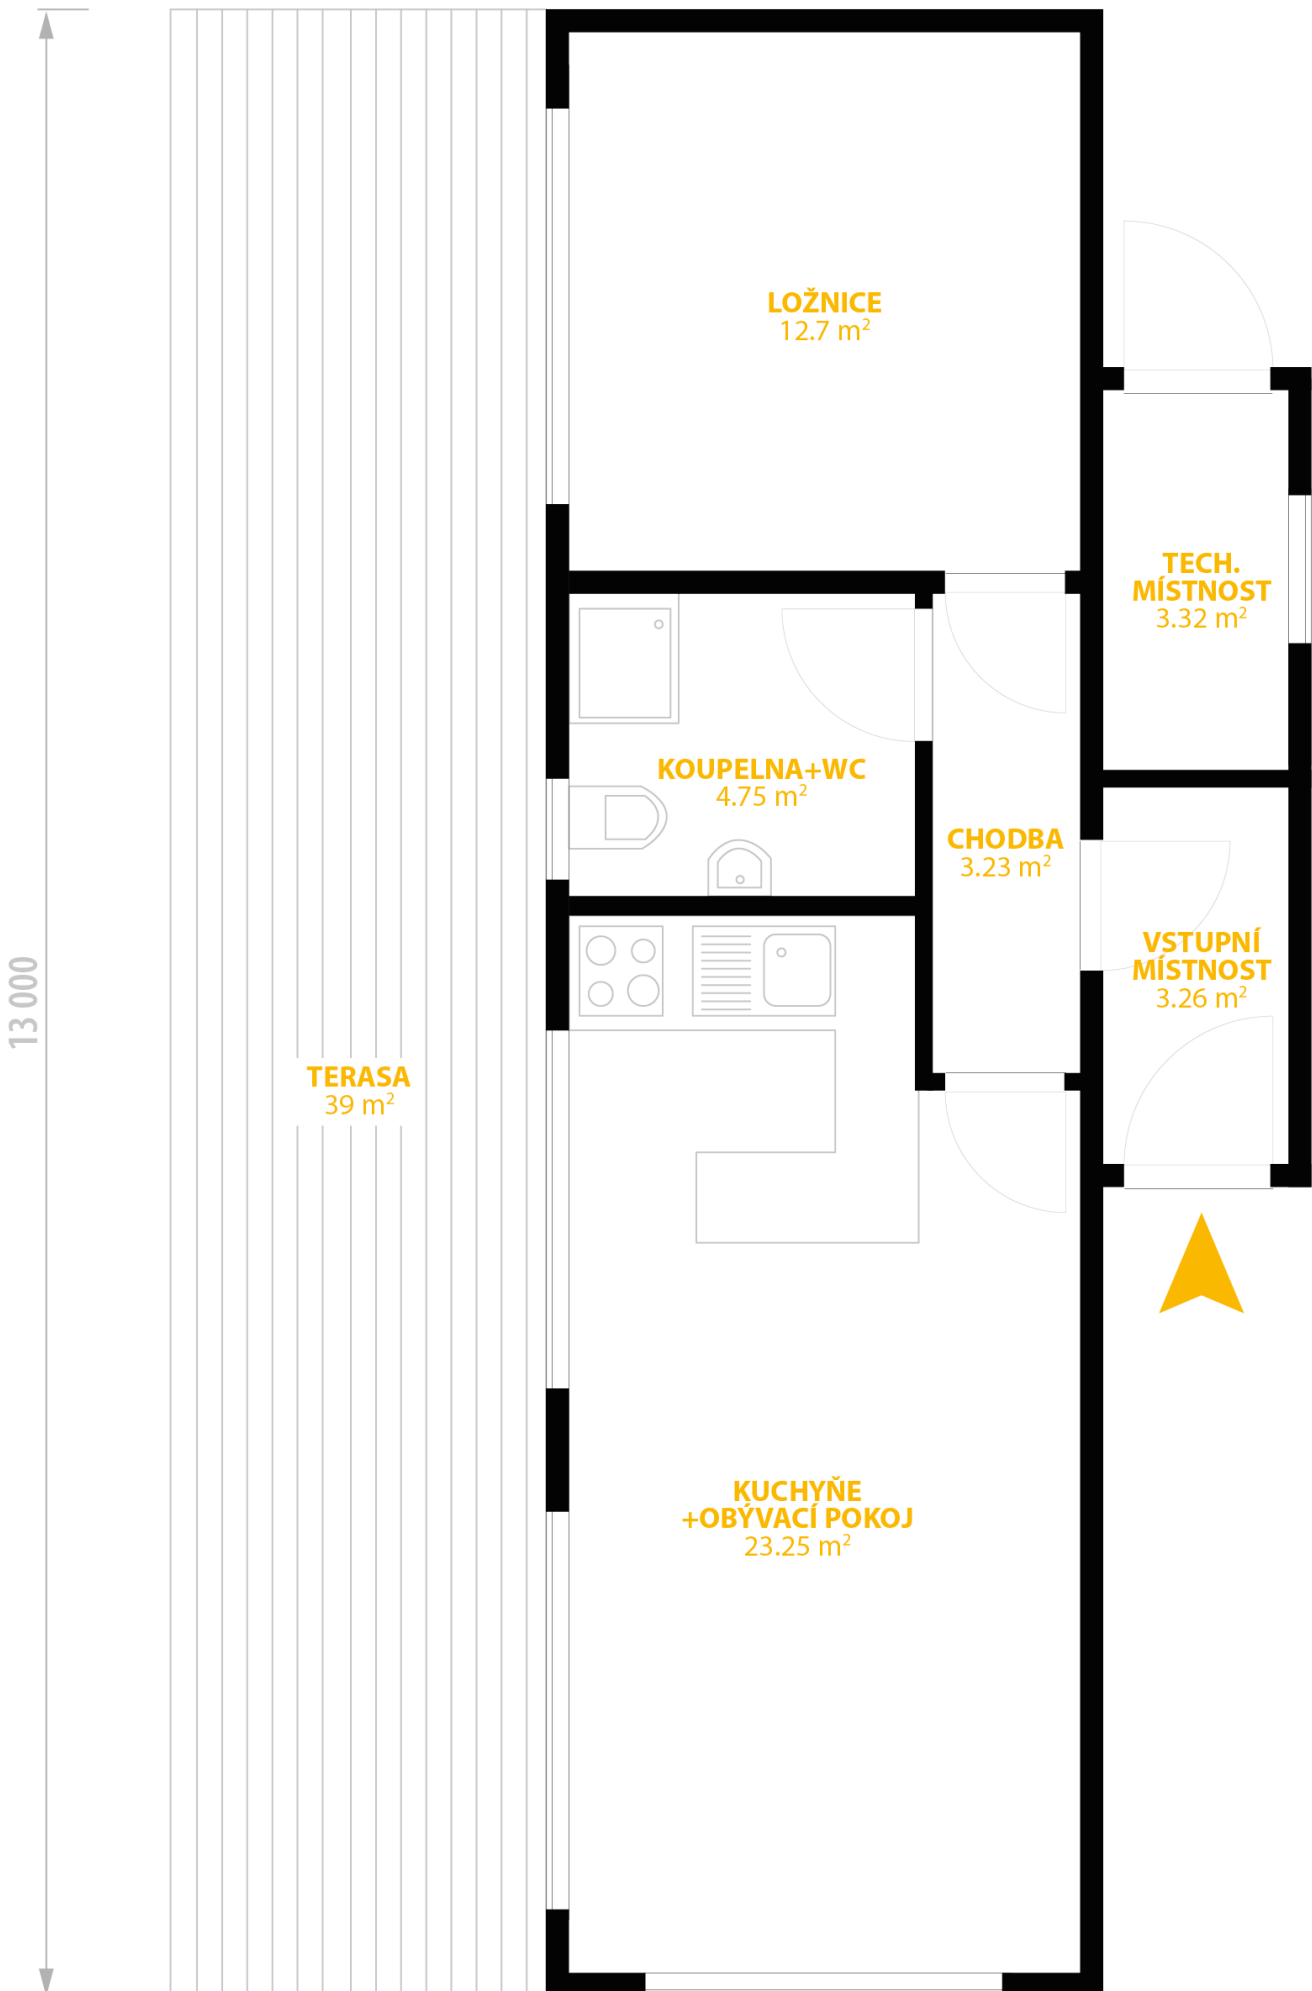 LOŽNICE
12.7 m²
TECH.
MÍSTNOST
3.32 m²
KOUPELNA+WC
4.75 m²
CHODBA
3.23 m²
VSTUPNÍ
MÍSTNOST
3.26 m²
13 000
TERASA
39 m²
KUCHYŇE
+OBÝVACÍ POKOJ
23.25 m²